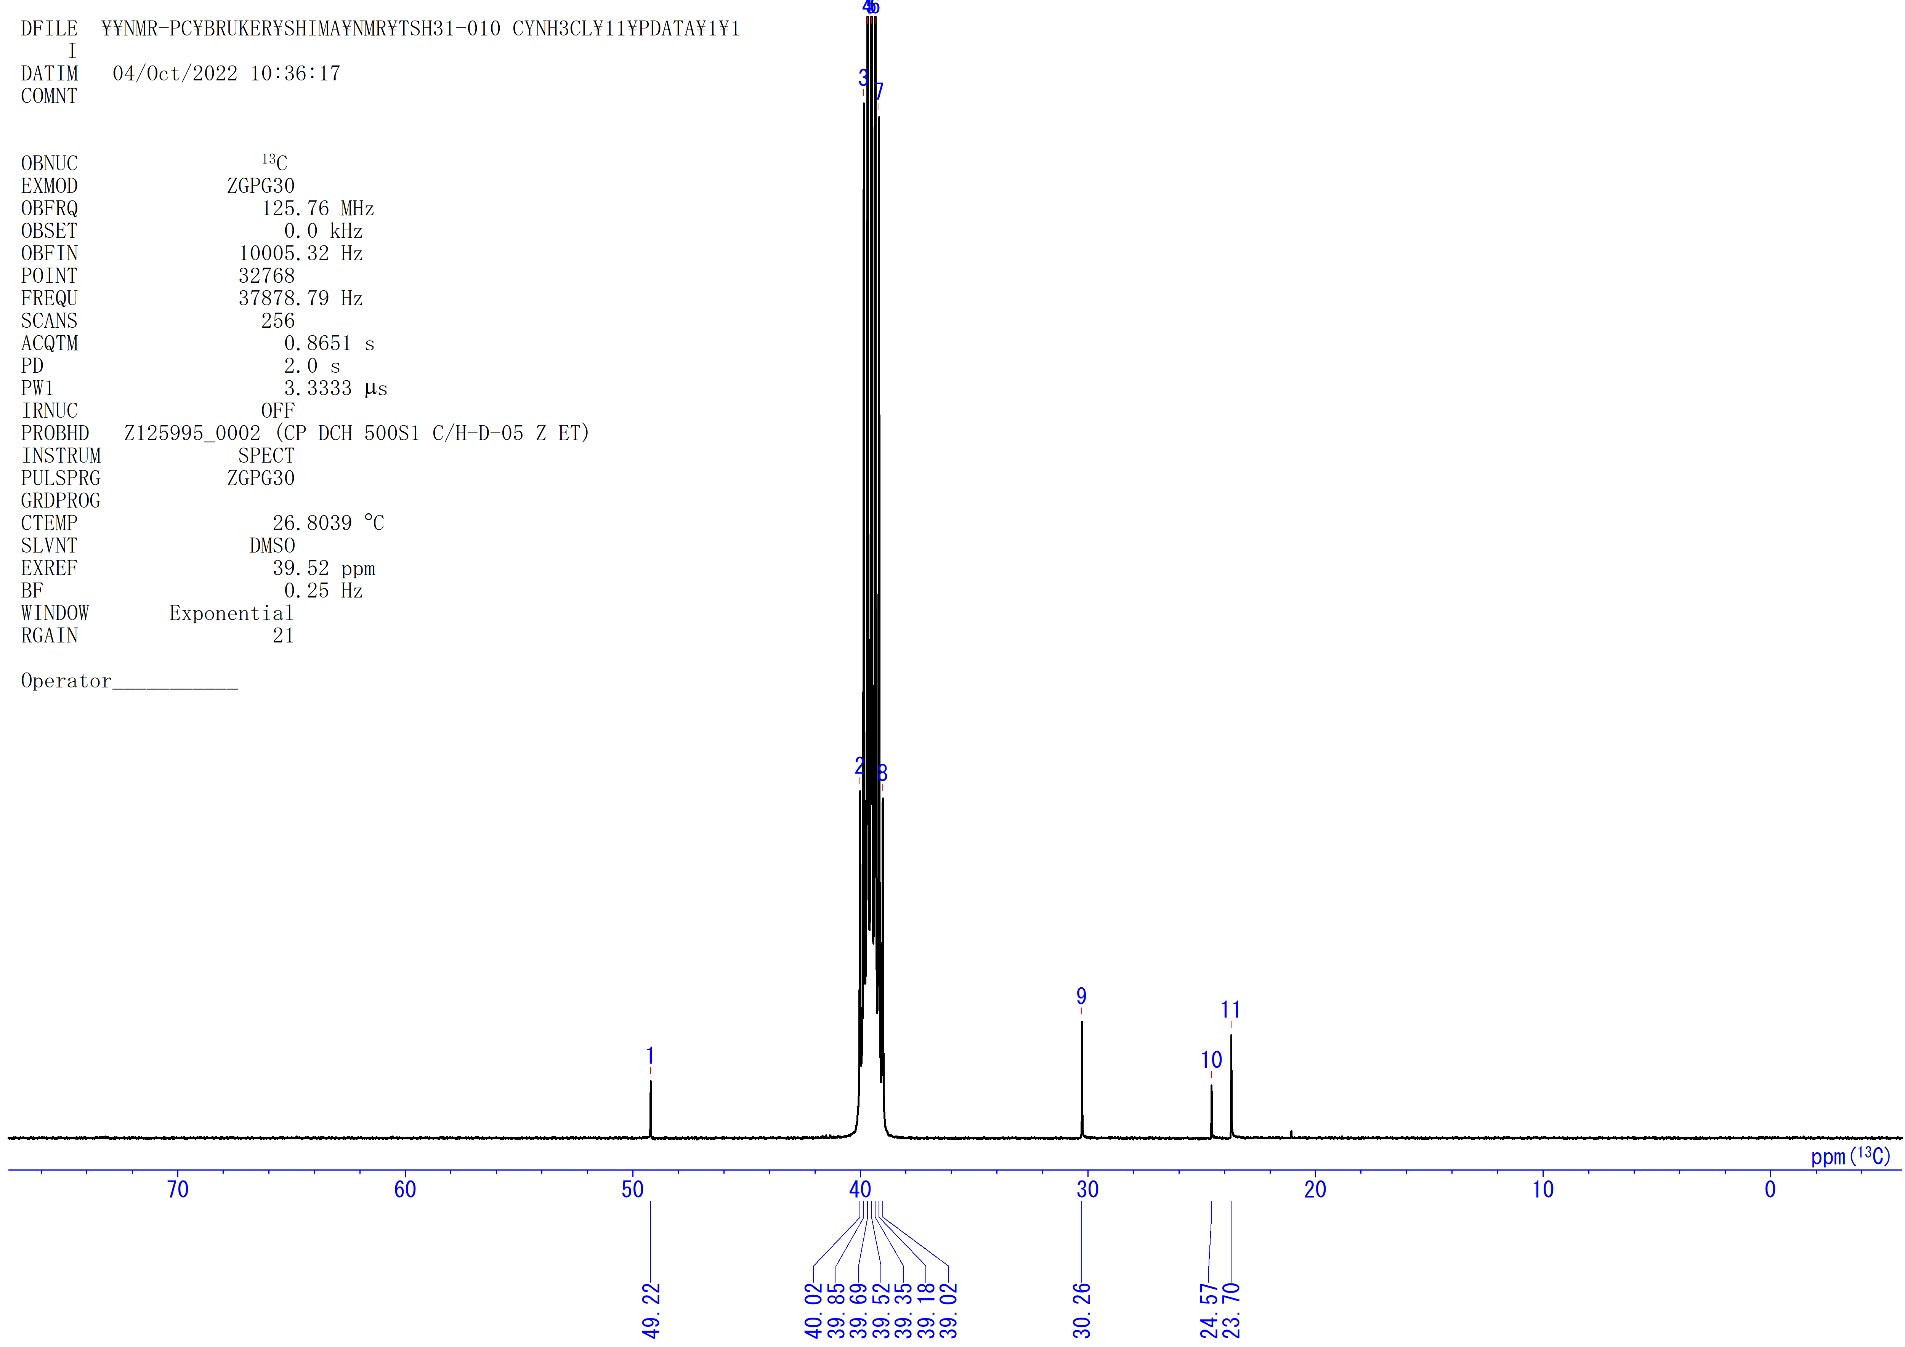 DFILE ¥¥NMR-PC¥BRUKER¥SHIMA¥NMR¥TSH31-010 CYNH3CL¥11¥PDATA¥1¥1
I
DATIM 04/Oct/2022 10:36:17
COMNT
OBNUC 13C
EXMOD ZGPG30
OBFRQ 125.76 MHz
OBSET 0.0 kHz
OBFIN 10005.32 Hz
POINT 32768
FREQU 37878.79 Hz
SCANS 256
ACQTM 0.8651 s
PD 2.0 s
PW1 3.3333 µs
IRNUC OFF
PROBHD Z125995_0002 (CP DCH 500S1 C/H-D-05 Z ET)
INSTRUM SPECT
PULSPRG ZGPG30
GRDPROG
CTEMP 26.8039 °C
SLVNT DMSO
EXREF 39.52 ppm
BF 0.25 Hz
WINDOW Exponential
RGAIN 21
Operator___________
4 5 6
3 7
2 8
1 9 10 11
ppm(13C)
70 60 50 40 30 20 10 0
49.22 40.02 39.85 39.69 39.52 39.35 39.18 39.02 30.26 24.57 23.70